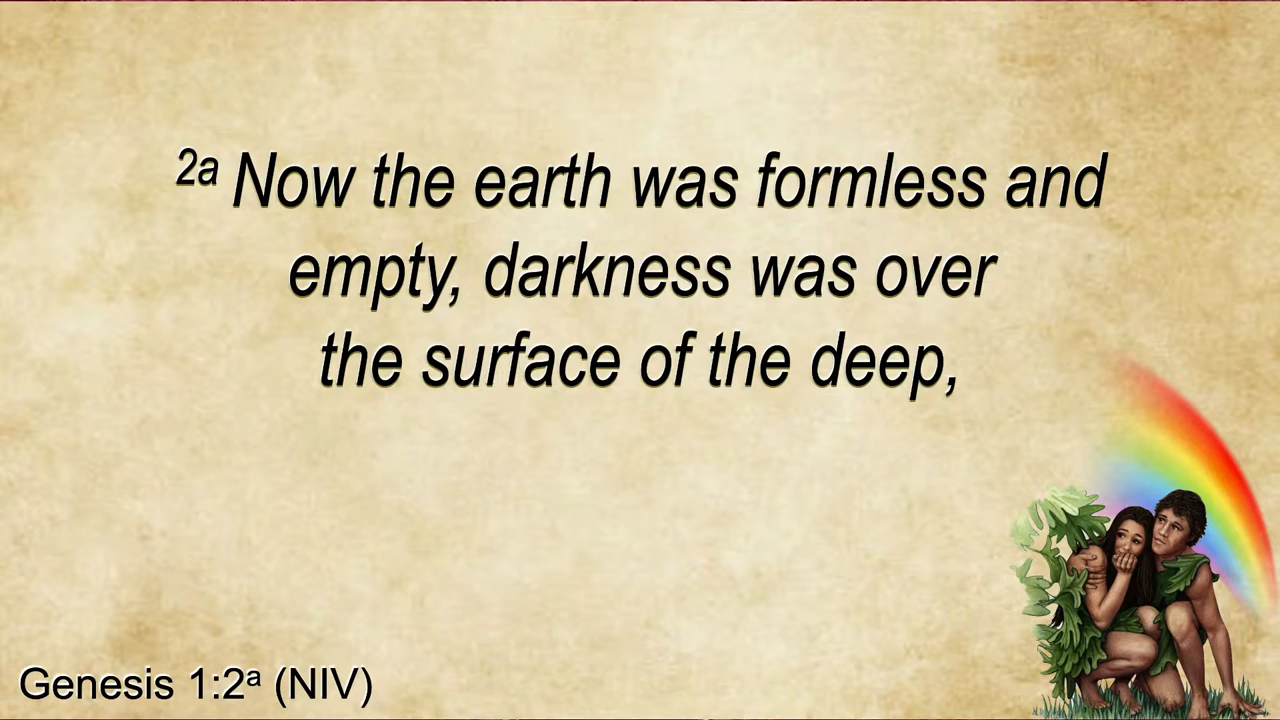 2a Now the earth was formless and
empty, darkness was over
the surface of the deep,
Genesis 1:2a (NIV)